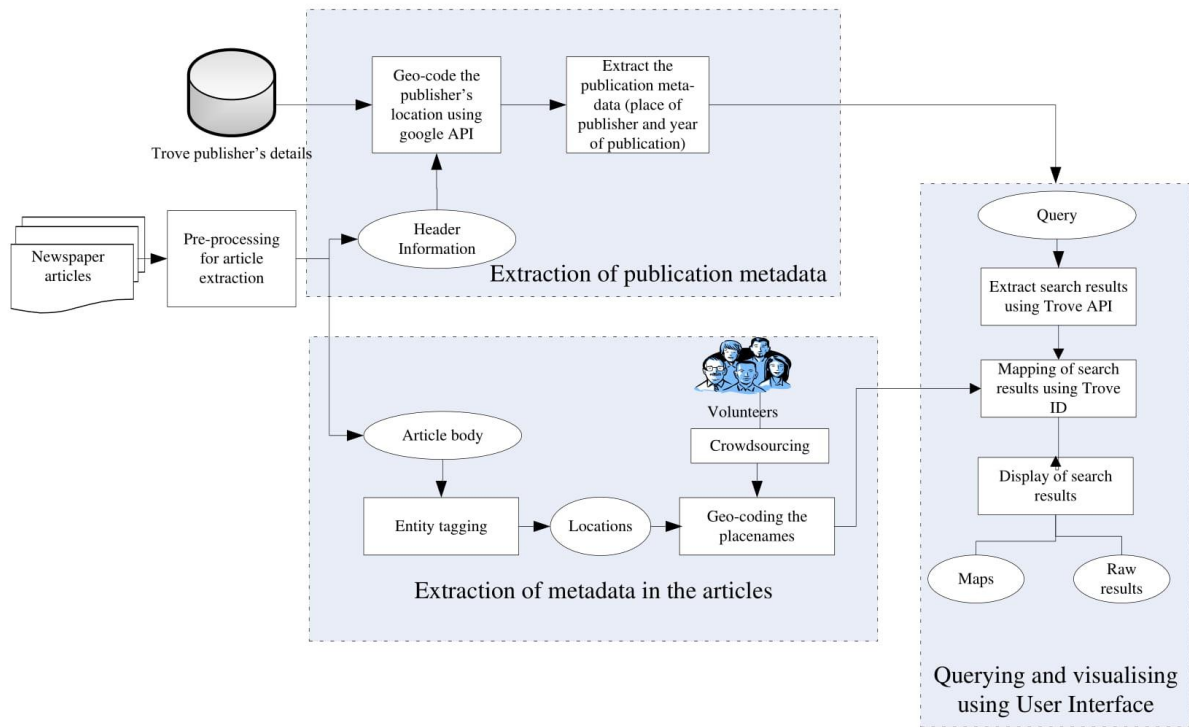 Trove publisher's details
Geo-code the
publisher's
location using
google API
Extract the
publication meta-
data (place of
publisher and year
of publication)
Newspaper
articles
Pre-processing
for article
extraction
Header
Information
Extraction of publication metadata
Volunteers
Crowdsourcing
Article body
Entity tagging
Locations
Geo-coding the
placenames
Extraction of metadata in the articles
Query
Extract search results
using Trove API
Mapping of search
results using Trove
ID
Display of search
results
Maps
Raw
results
Querying and visualising
using User Interface